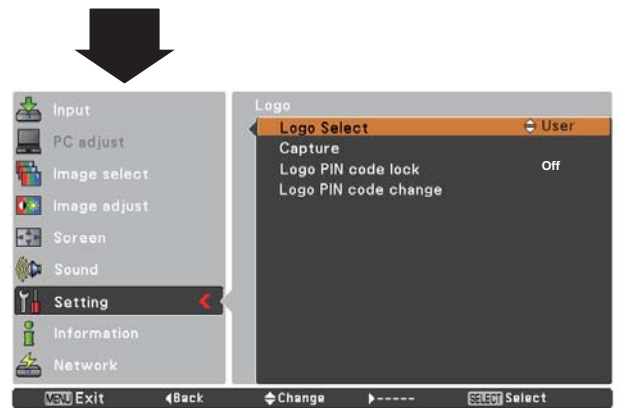 Input
PC adjust
Image select
Image adjust
Screen
Sound
Setting
Information
Network
Logo
Logo Select User
Capture
Logo PIN code lock Off
Logo PIN code change
MENU Exit Back Change ----- SELECT Select